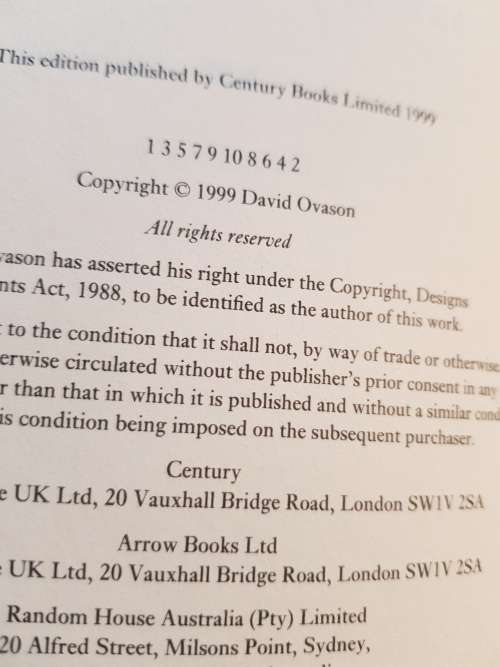 This edition published by Century Books Limited 1999
1 3 5 7 9 10 8 6 4 2
Copyright © 1999 David Ovason
All rights reserved
vason has asserted his right under the Copyright, Designs
nts Act, 1988, to be identified as the author of this work.
t to the condition that it shall not, by way of trade or otherwise,
erwise circulated without the publisher's prior consent in any
r than that in which it is published and without a similar cond
is condition being imposed on the subsequent purchaser.
Century
e UK Ltd, 20 Vauxhall Bridge Road, London SW1V 2SA
Arrow Books Ltd
e UK Ltd, 20 Vauxhall Bridge Road, London SW1V 2SA
Random House Australia (Pty) Limited
20 Alfred Street, Milsons Point, Sydney,